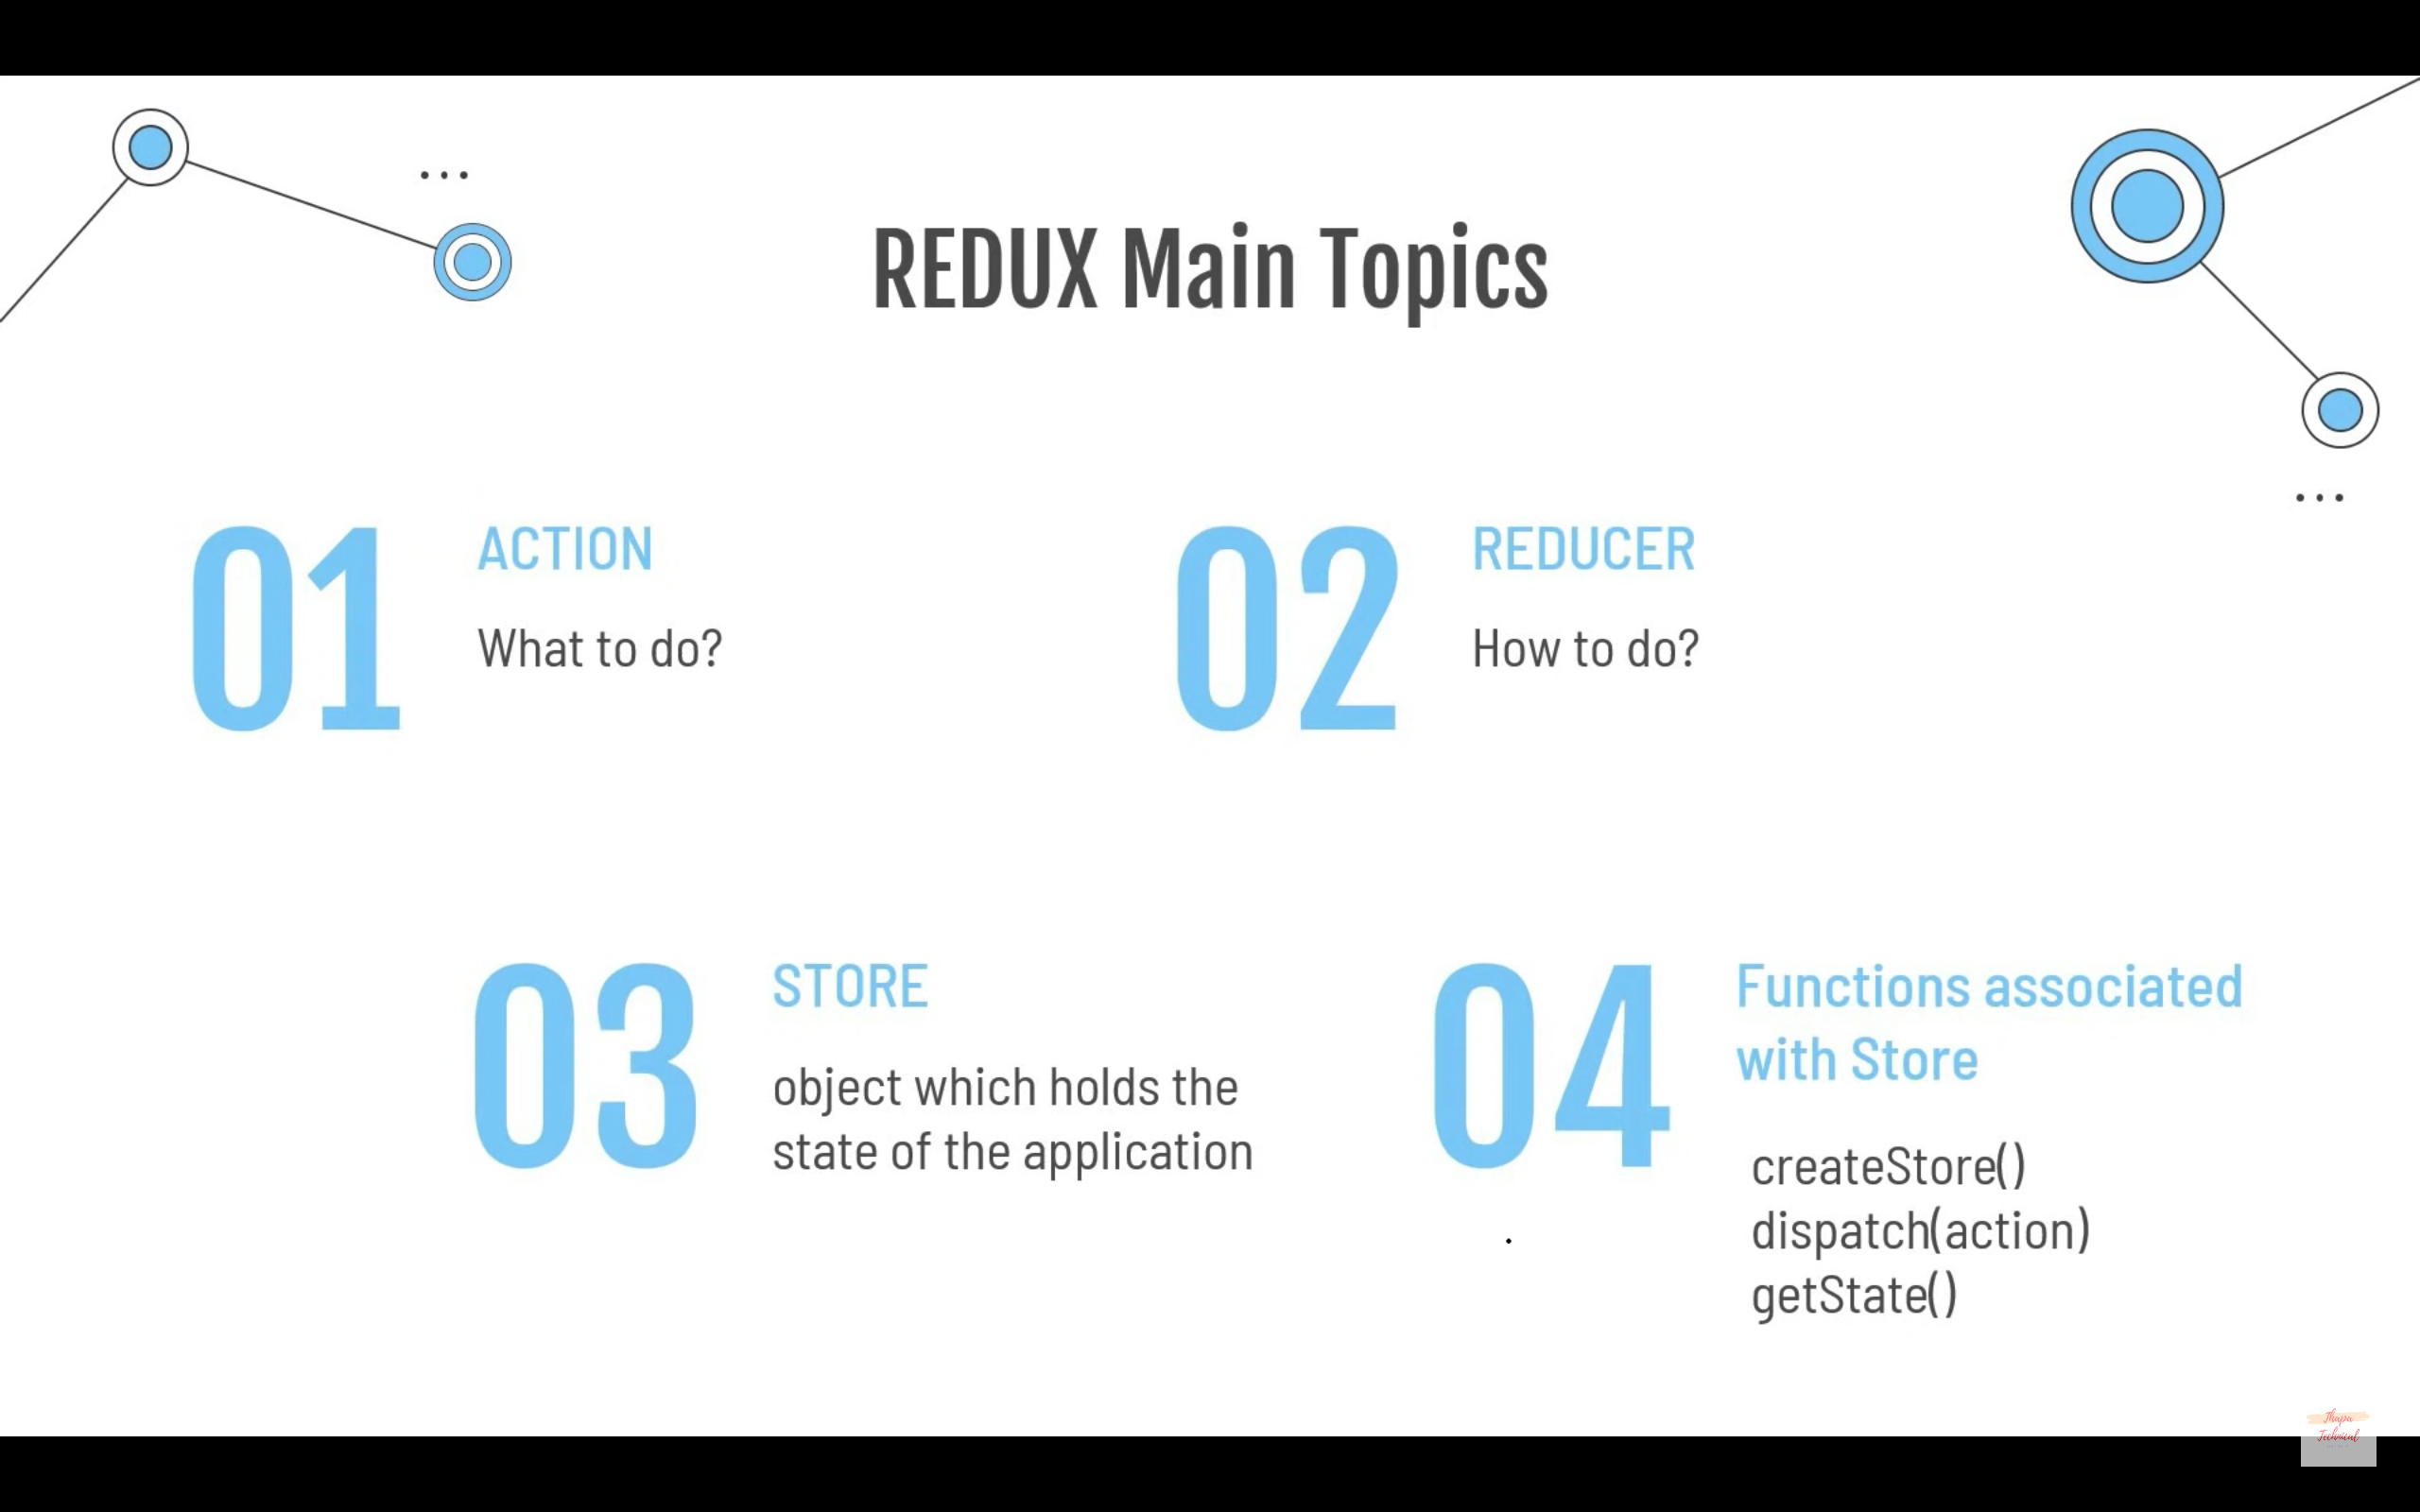 REDUX Main Topics
01
ACTION
What to do?
02
REDUCER
How to do?
03
STORE
object which holds the
state of the application
04
Functions associated
with Store
createStore()
dispatch(action)
getState()
Thapa
Technical